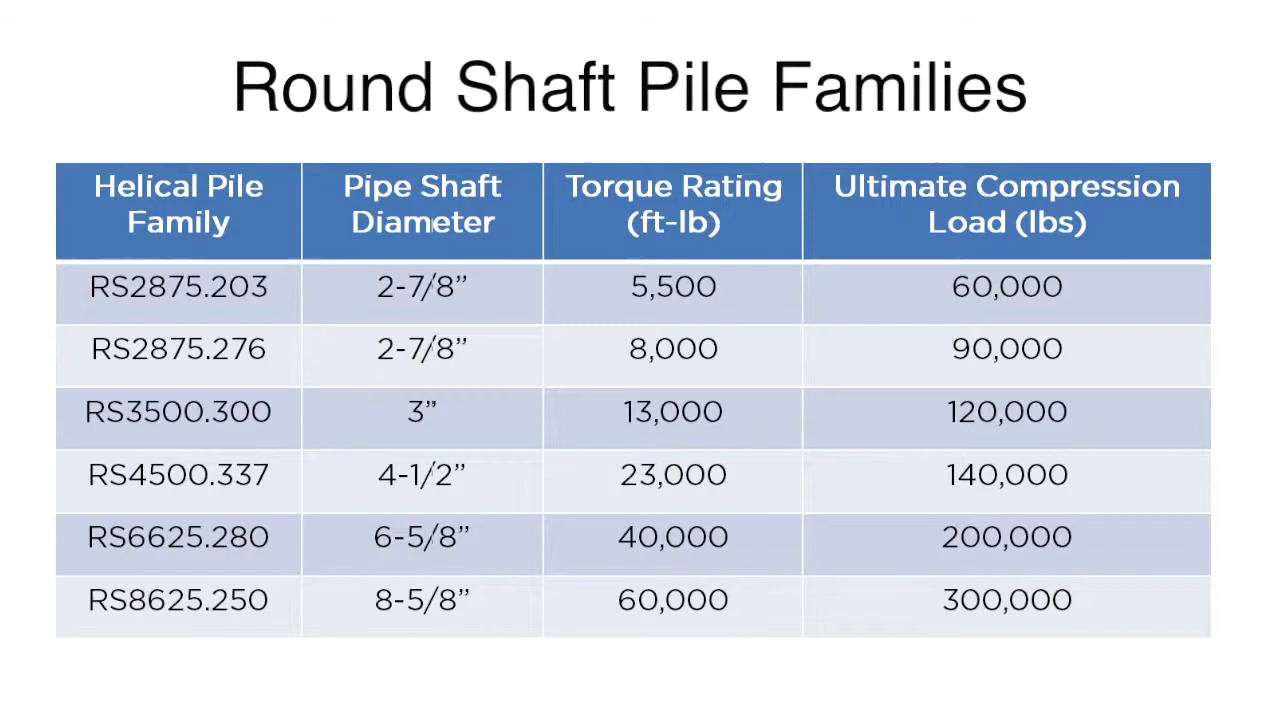 Round Shaft Pile Families
Helical Pile Family Pipe Shaft Diameter Torque Rating (ft-lb) Ultimate Compression Load (lbs)
RS2875.203 2-7/8” 5,500 60,000
RS2875.276 2-7/8” 8,000 90,000
RS3500.300 3” 13,000 120,000
RS4500.337 4-1/2” 23,000 140,000
RS6625.280 6-5/8” 40,000 200,000
RS8625.250 8-5/8” 60,000 300,000